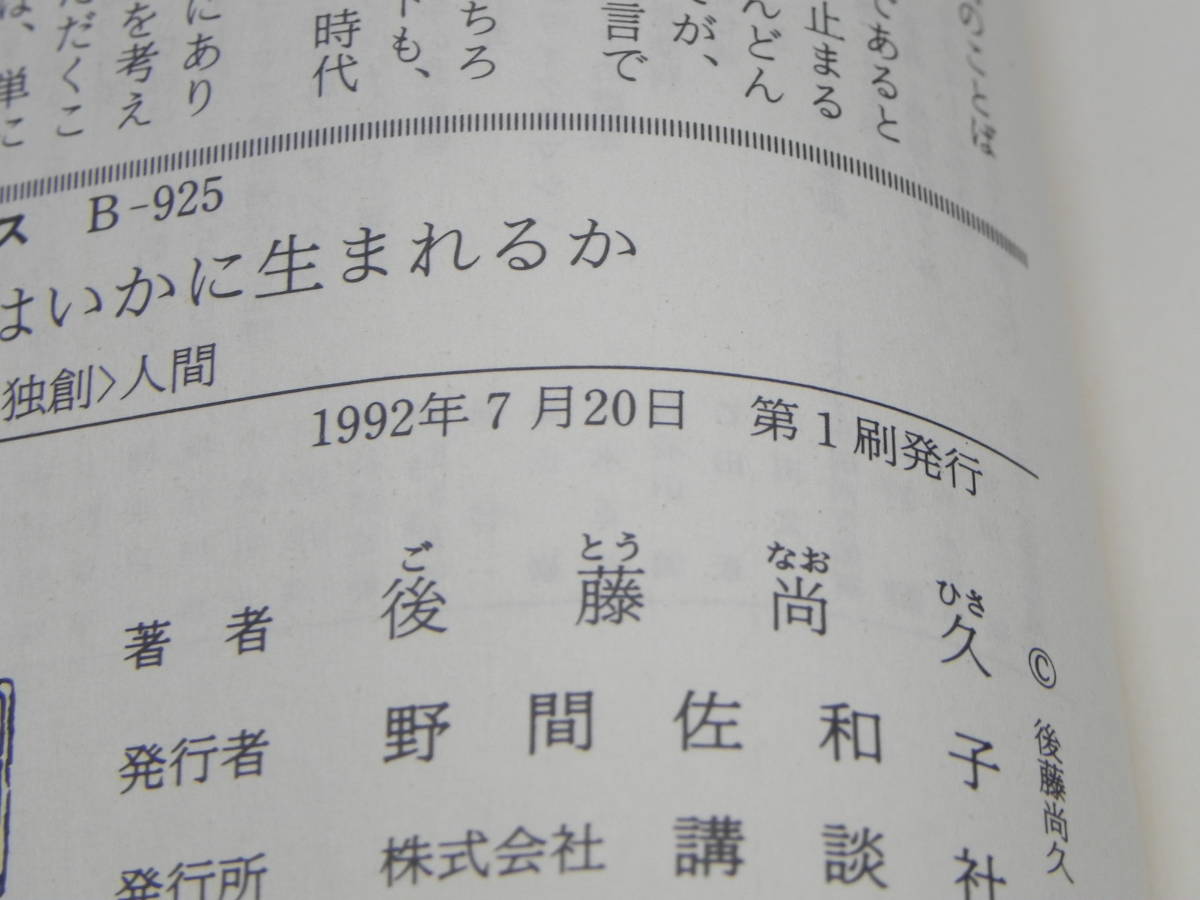 のことば
であると
止まる
んどん
が、
言で
ちろ
も、
時代
にあり
を考え
だくこ
は、単に
ス B-925
はいかに生まれるか
独創〉人間
1992年7月20日 第1刷発行
ご とう なお ひさ
著者 後藤尚久
発行者 野間佐和子
発行所 株式会社講談社
© 後藤尚久